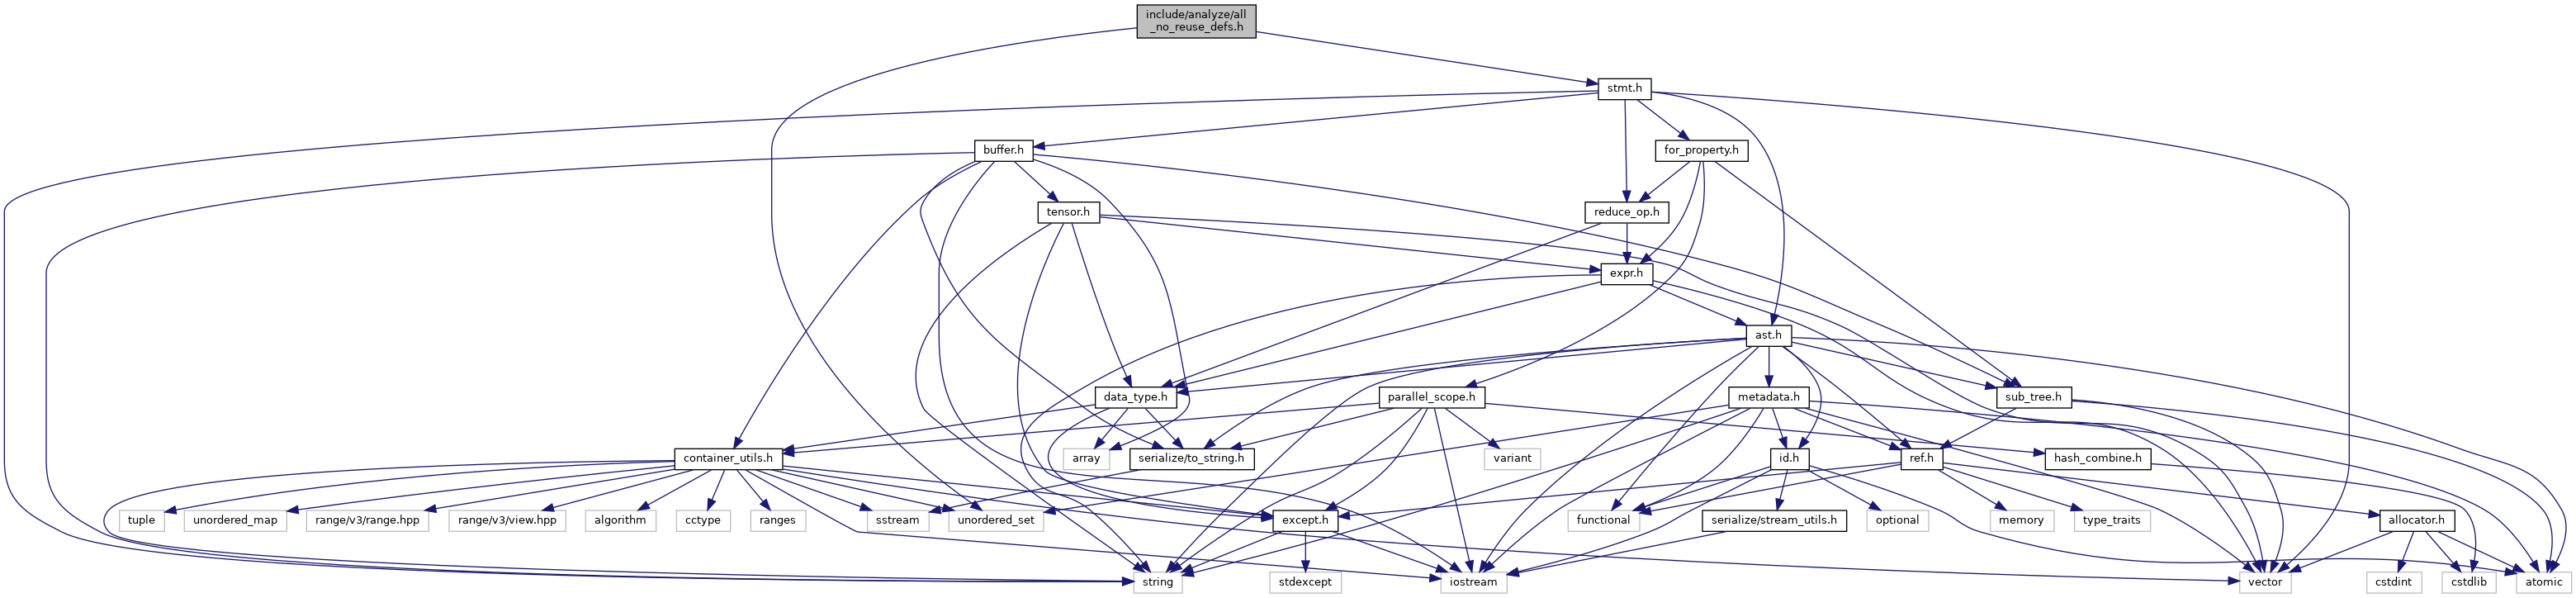 include/analyze/all
_no_reuse_defs.h
stmt.h
buffer.h
for_property.h
tensor.h
reduce_op.h
expr.h
ast.h
data_type.h
parallel_scope.h
metadata.h
sub_tree.h
container_utils.h
array
serialize/to_string.h
variant
id.h
ref.h
hash_combine.h
tuple
unordered_map
range/v3/range.hpp
range/v3/view.hpp
algorithm
cctype
ranges
sstream
unordered_set
except.h
functional
serialize/stream_utils.h
optional
memory
type_traits
allocator.h
string
stdexcept
iostream
vector
cstdint
cstdlib
atomic